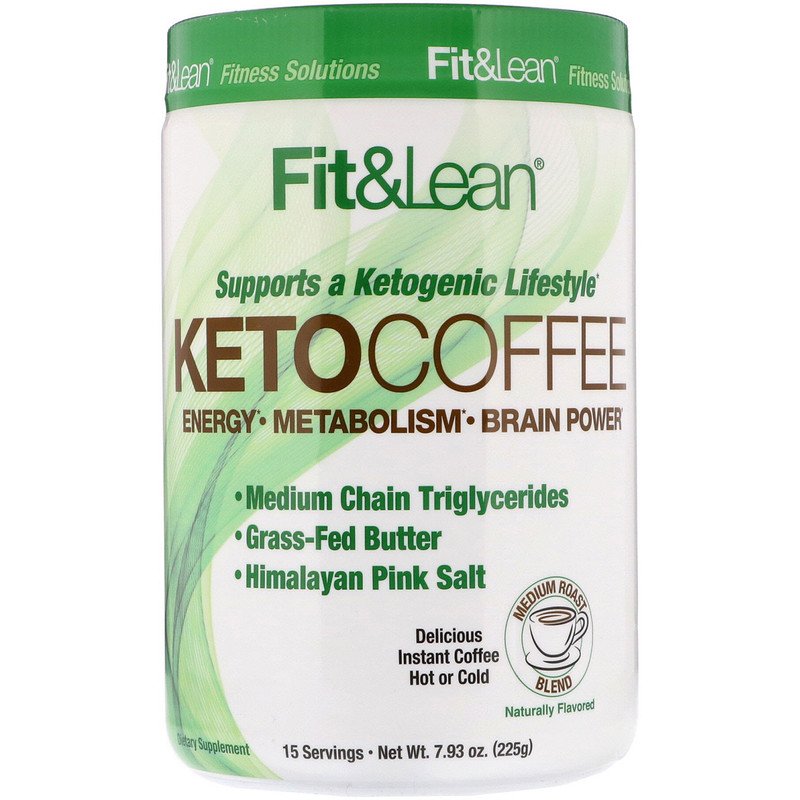 Fit&Lean® Fitness Solutions Fit&Lean® Fitness
Fit&Lean®
Supports a Ketogenic Lifestyle*
KETOCOFFEE
ENERGY*• METABOLISM*• BRAIN POWER*
•Medium Chain Triglycerides
•Grass-Fed Butter
•Himalayan Pink Salt
MEDIUM ROAST
BLEND
Delicious
Instant Coffee
Hot or Cold
Naturally Flavored
Dietary Supplement
15 Servings • Net Wt. 7.93 oz. (225g)